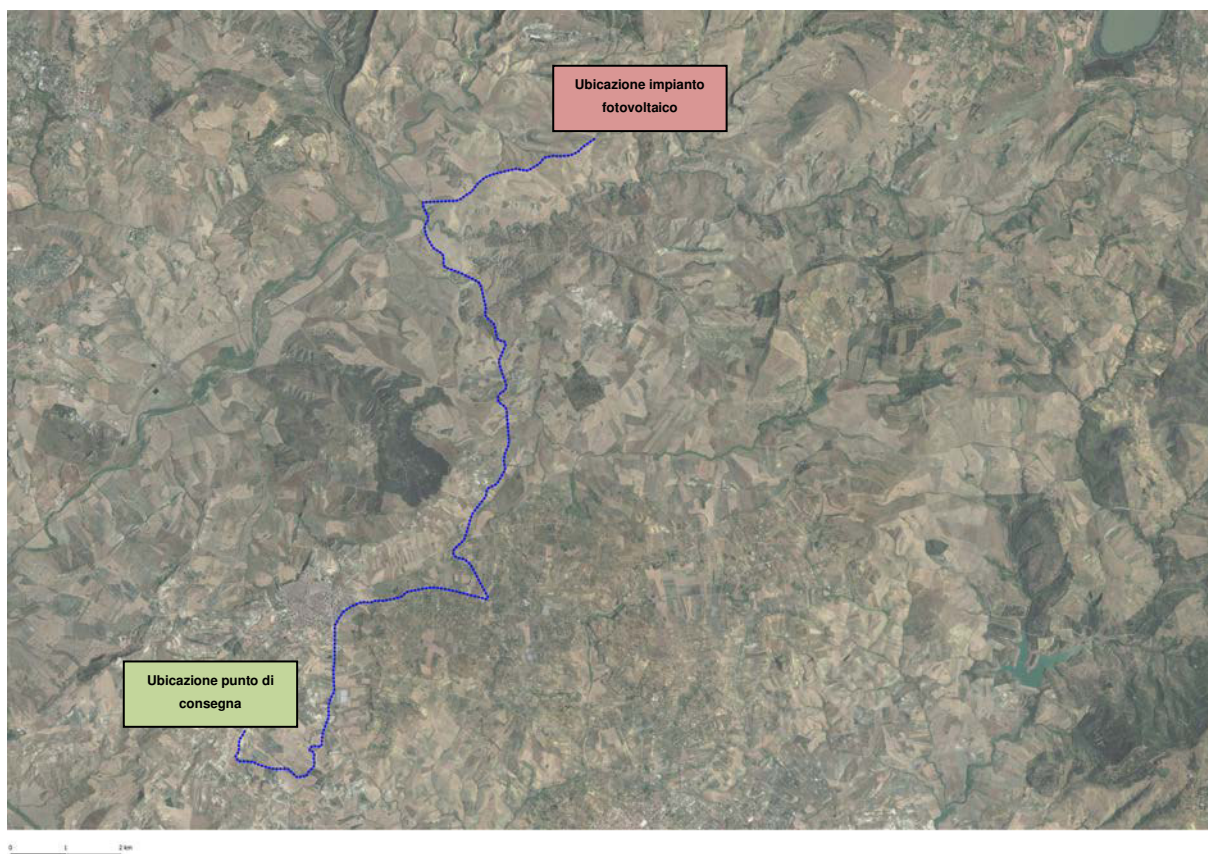 Ubicazione impianto
fotovoltaico
Ubicazione punto di
consegna
0 1 2 km